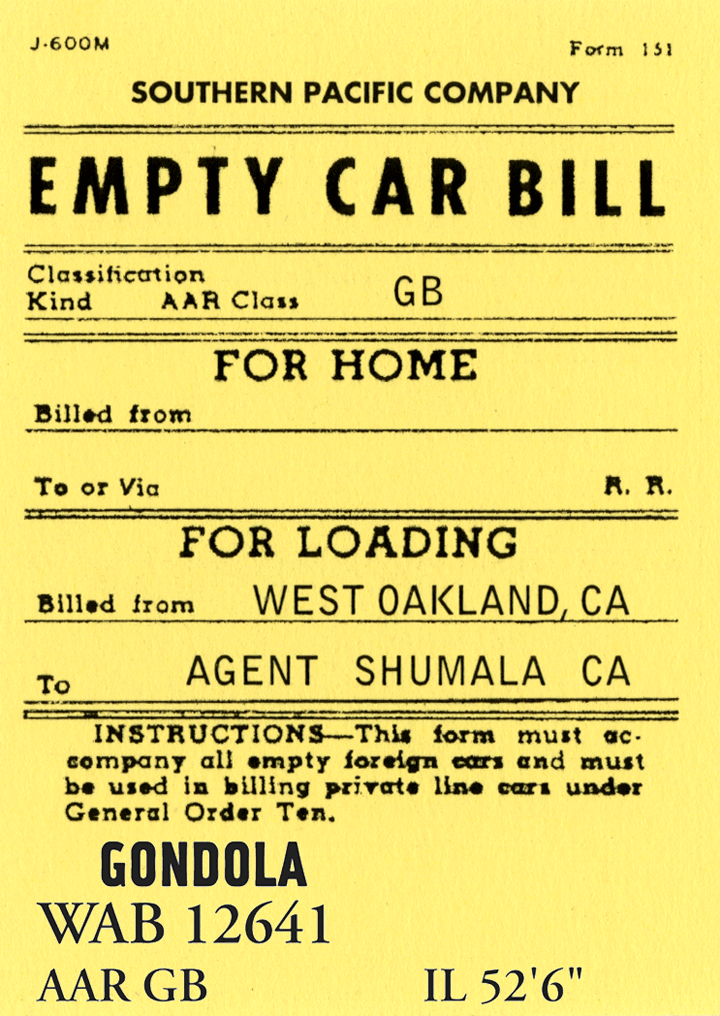 J-600M Form 151
SOUTHERN PACIFIC COMPANY
EMPTY CAR BILL
Classification
Kind AAR Class GB
FOR HOME
Billed from
To or Via R. R.
FOR LOADING
Billed from WEST OAKLAND, CA
To AGENT SHUMALA CA
INSTRUCTIONS—This form must ac-
company all empty foreign cars and must
be used in billing private line cars under
General Order Ten.
GONDOLA
WAB 12641
AAR GB IL 52'6"